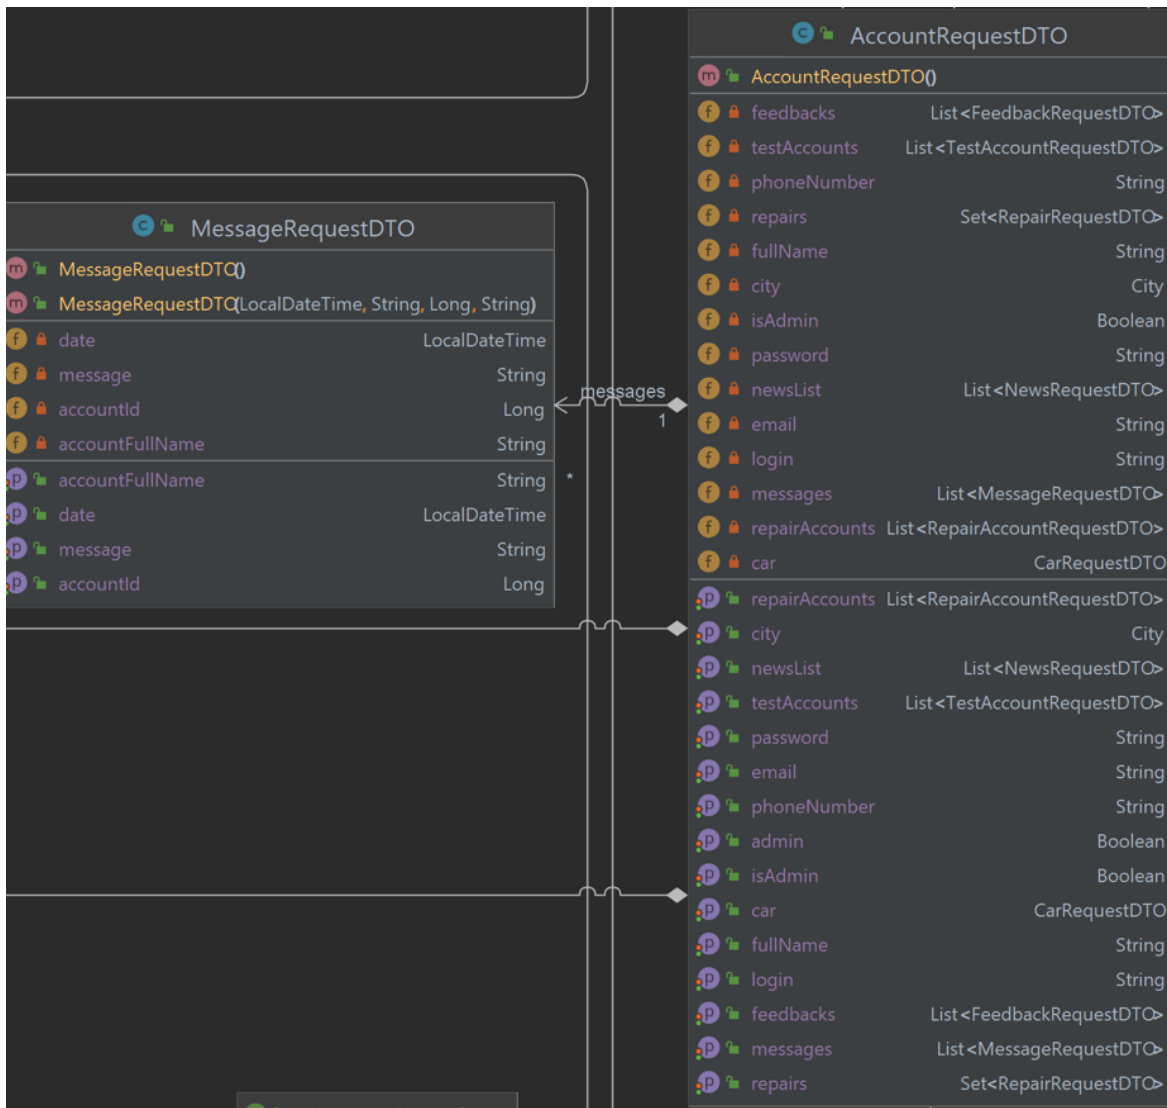 MessageRequestDTO
MessageRequestDTO()
MessageRequestDTO(LocalDateTime, String, Long, String)
date LocalDateTime
message String
accountId Long
accountFullName String
accountFullName String
date LocalDateTime
message String
accountId Long
messages
1
*
AccountRequestDTO
AccountRequestDTO()
feedbacks List<FeedbackRequestDTO>
testAccounts List<TestAccountRequestDTO>
phoneNumber String
repairs Set<RepairRequestDTO>
fullName String
city City
isAdmin Boolean
password String
newsList List<NewsRequestDTO>
email String
login String
messages List<MessageRequestDTO>
repairAccounts List<RepairAccountRequestDTO>
car CarRequestDTO
repairAccounts List<RepairAccountRequestDTO>
city City
newsList List<NewsRequestDTO>
testAccounts List<TestAccountRequestDTO>
password String
email String
phoneNumber String
admin Boolean
isAdmin Boolean
car CarRequestDTO
fullName String
login String
feedbacks List<FeedbackRequestDTO>
messages List<MessageRequestDTO>
repairs Set<RepairRequestDTO>